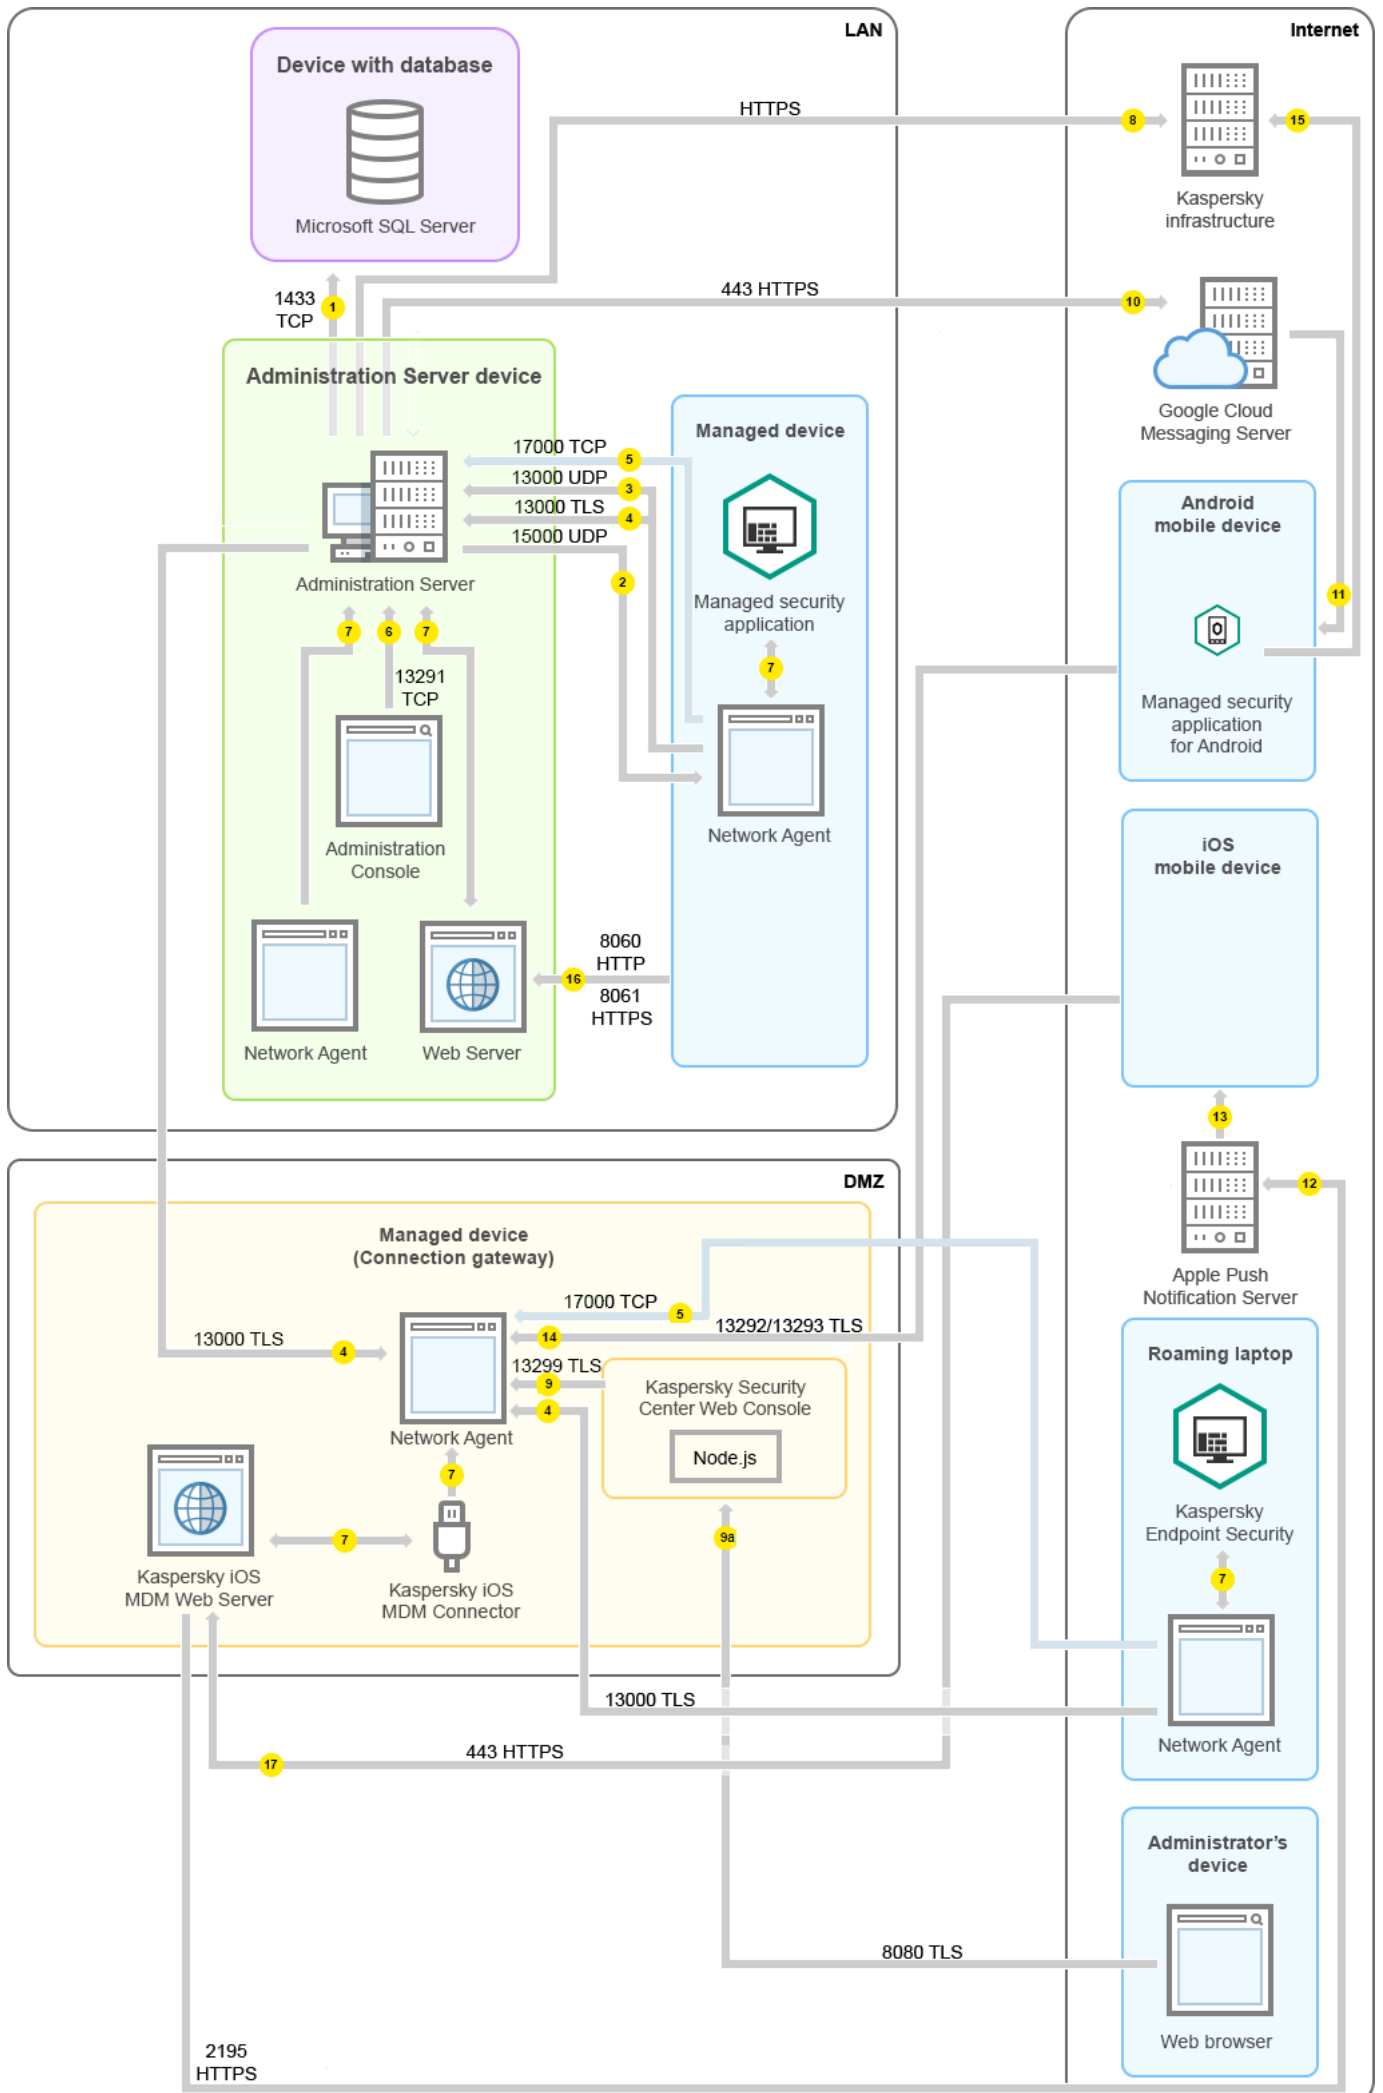 LAN
Internet
Device with database
Microsoft SQL Server
HTTPS
8
15
Kaspersky
infrastructure
1433
TCP
1
443 HTTPS
10
Google Cloud
Messaging Server
Administration Server device
Administration Server
17000 TCP
5
13000 UDP
3
13000 TLS
4
15000 UDP
2
7
6
7
13291
TCP
Administration
Console
Network Agent
Web Server
Managed device
Managed security
application
7
Network Agent
8060
HTTP
16
8061
HTTPS
Android
mobile device
11
Managed security
application
for Android
iOS
mobile device
13
12
Apple Push
Notification Server
DMZ
Managed device
(Connection gateway)
17000 TCP
5
13292/13293 TLS
14
13000 TLS
4
13299 TLS
9
4
Network Agent
Kaspersky Security
Center Web Console
Node.js
7
9a
7
Kaspersky iOS
MDM Web Server
Kaspersky iOS
MDM Connector
Roaming laptop
Kaspersky
Endpoint Security
7
Network Agent
13000 TLS
443 HTTPS
17
Administrator's
device
8080 TLS
Web browser
2195
HTTPS